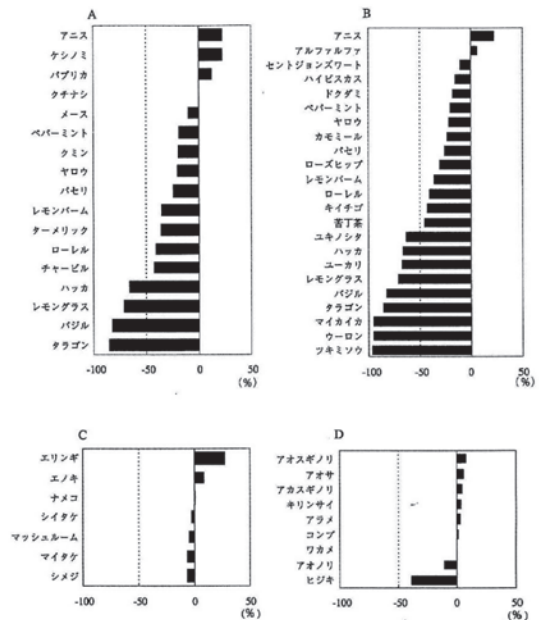 A
アニス
ケシノミ
パプリカ
クチナシ
メース
ペパーミント
クミン
ヤロウ
パセリ
レモンバーム
ターメリック
ローレル
チャービル
ハッカ
レモングラス
バジル
タラゴン
-100 -50 0 50
(%)
B
アニス
アルファルファ
セントジョンズワート
ハイビスカス
ドクダミ
ペパーミント
ヤロウ
カモミール
パセリ
ローズヒップ
レモンバーム
ローレル
キイチゴ
苦丁茶
ユキノシタ
ハッカ
ユーカリ
レモングラス
バジル
タラゴン
マイカイカ
ウーロン
ツキミソウ
-100 -50 0 50
(%)
C
エリンギ
エノキ
ナメコ
シイタケ
マッシュルーム
マイタケ
シメジ
-100 -50 0 50
(%)
D
アオスギノリ
アオサ
アカスギノリ
キリンサイ
アラメ
コンブ
ワカメ
アオノリ
ヒジキ
-100 -50 0 50
(%)